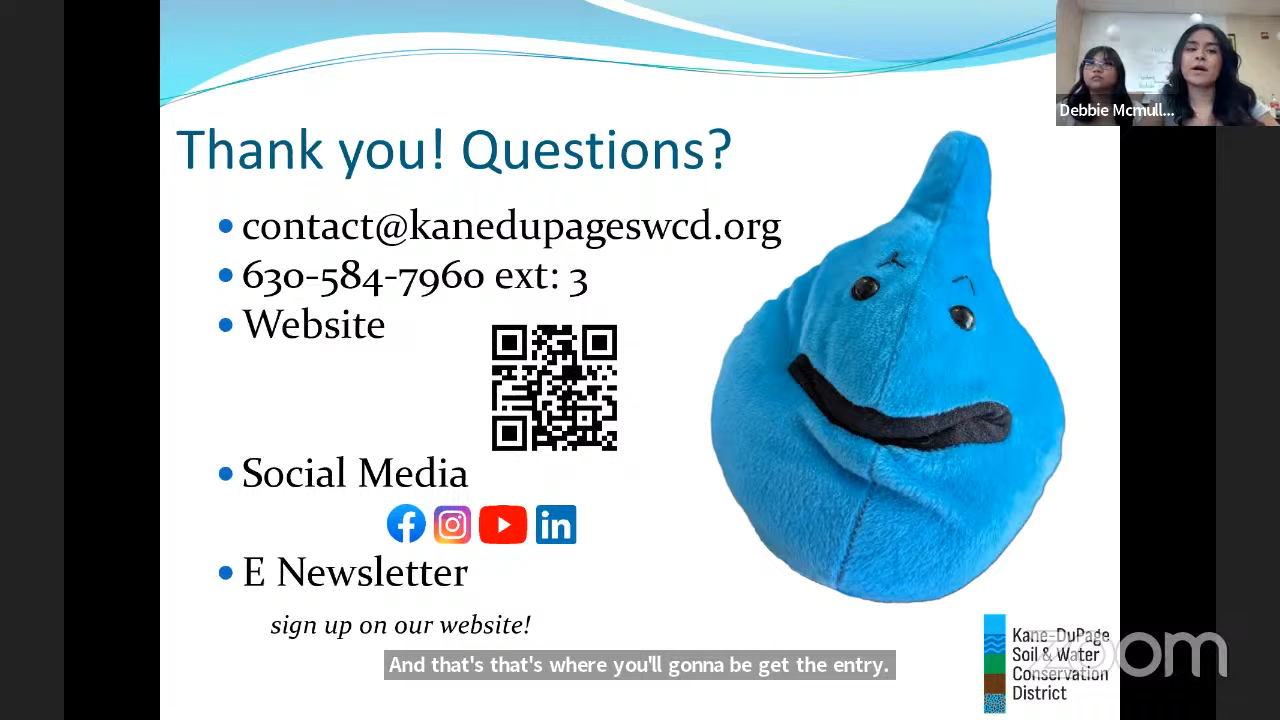 Debbie Mcmull...
Thank you! Questions?
• contact@kanedupageswcd.org
• 630-584-7960 ext: 3
• Website
• Social Media
• E Newsletter
sign up on our website!
And that's that's where you'll gonna be get the entry.
Kane-DuPage
Soil & Water
Conservation
District
zoom